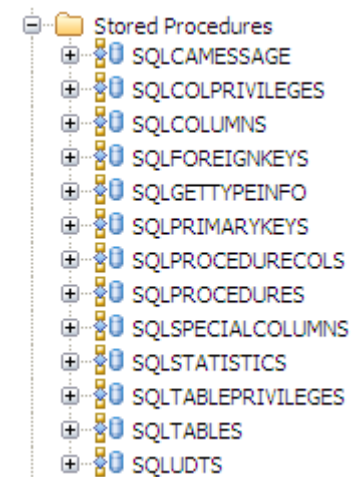 Stored Procedures
SQLCAMESSAGE
SQLCOLPRIVILEGES
SQLCOLUMNS
SQLFOREIGNKEYS
SQLGETTYPEINFO
SQLPRIMARYKEYS
SQLPROCEDURECOLS
SQLPROCEDURES
SQLSPECIALCOLUMNS
SQLSTATISTICS
SQLTABLEPRIVILEGES
SQLTABLES
SQLUDTS